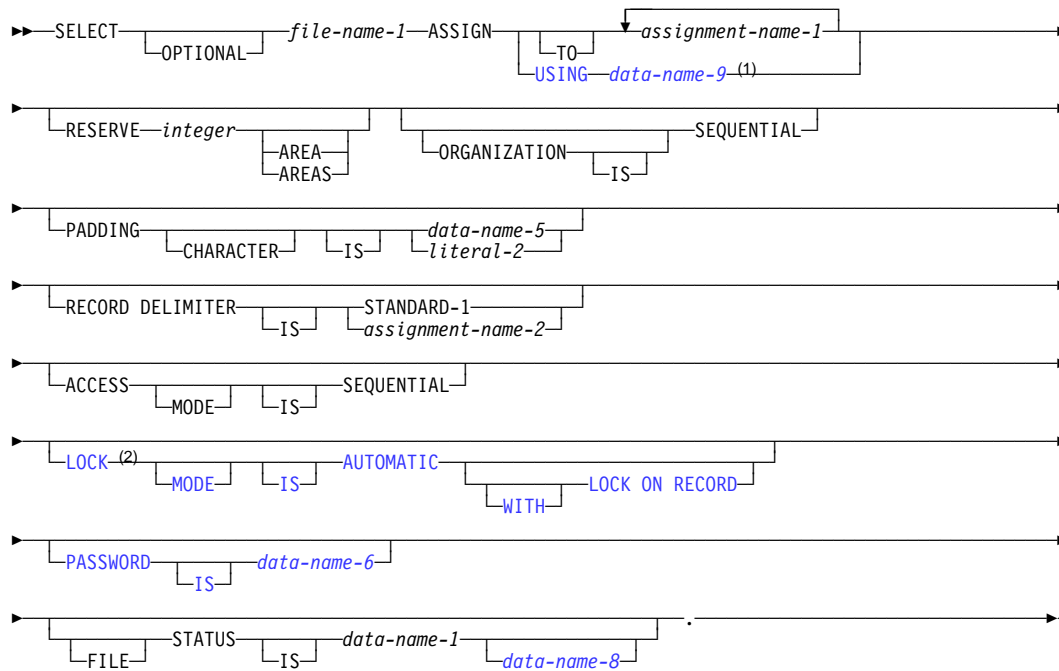 SELECT OPTIONAL file-name-1 ASSIGN TO assignment-name-1
USING data-name-9 (1)
RESERVE integer AREA AREAS ORGANIZATION IS SEQUENTIAL
PADDING CHARACTER IS data-name-5
literal-2
RECORD DELIMITER IS STANDARD-1
assignment-name-2
ACCESS MODE IS SEQUENTIAL
LOCK (2) MODE IS AUTOMATIC WITH LOCK ON RECORD
PASSWORD IS data-name-6
FILE STATUS IS data-name-1 data-name-8 .